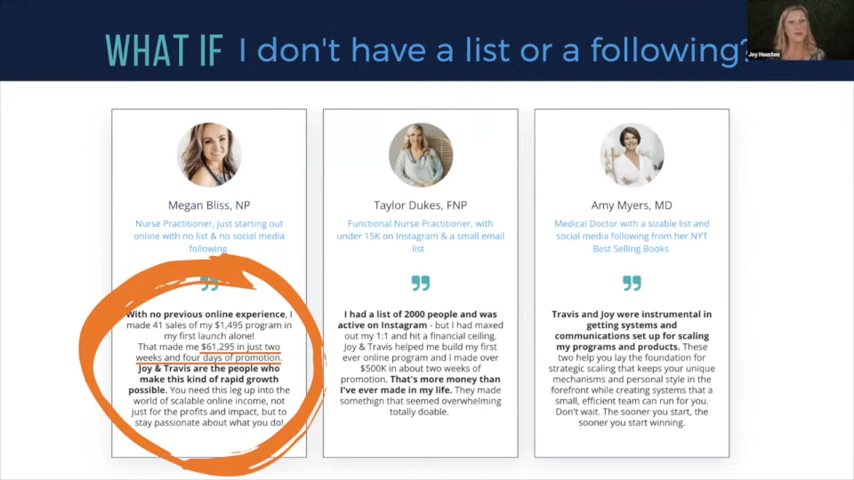 WHAT IF I don't have a list or a following?
Joy Houston
Megan Bliss, NP
Nurse Practitioner, just starting out
online with no list & no social media
following
With no previous online experience, I
made 41 sales of my $1,495 program in
my first launch alone!
That made me $61,295 in just two
weeks and four days of promotion.
Joy & Travis are the people who
make this kind of rapid growth
possible. You need this leg up into the
world of scalable online income, not
just for the profits and impact, but to
stay passionate about what you do!
Taylor Dukes, FNP
Functional Nurse Practitioner, with
under 15K on Instagram & a small email
list
I had a list of 2000 people and was
active on Instagram - but I had maxed
out my 1:1 and hit a financial ceiling.
Joy & Travis helped me build my first
ever online program and I made over
$500K in about two weeks of
promotion. That's more money than
I've ever made in my life. They made
somethign that seemed overwhelming
totally doable.
Amy Myers, MD
Medical Doctor with a sizable list and
social media following from her NYT
Best Selling Books
Travis and Joy were instrumental in
getting systems and
communications set up for scaling
my programs and products. These
two help you lay the foundation for
strategic scaling that keeps your unique
mechanisms and personal style in the
forefront while creating systems that a
small, efficient team can run for you.
Don't wait. The sooner you start, the
sooner you start winning.